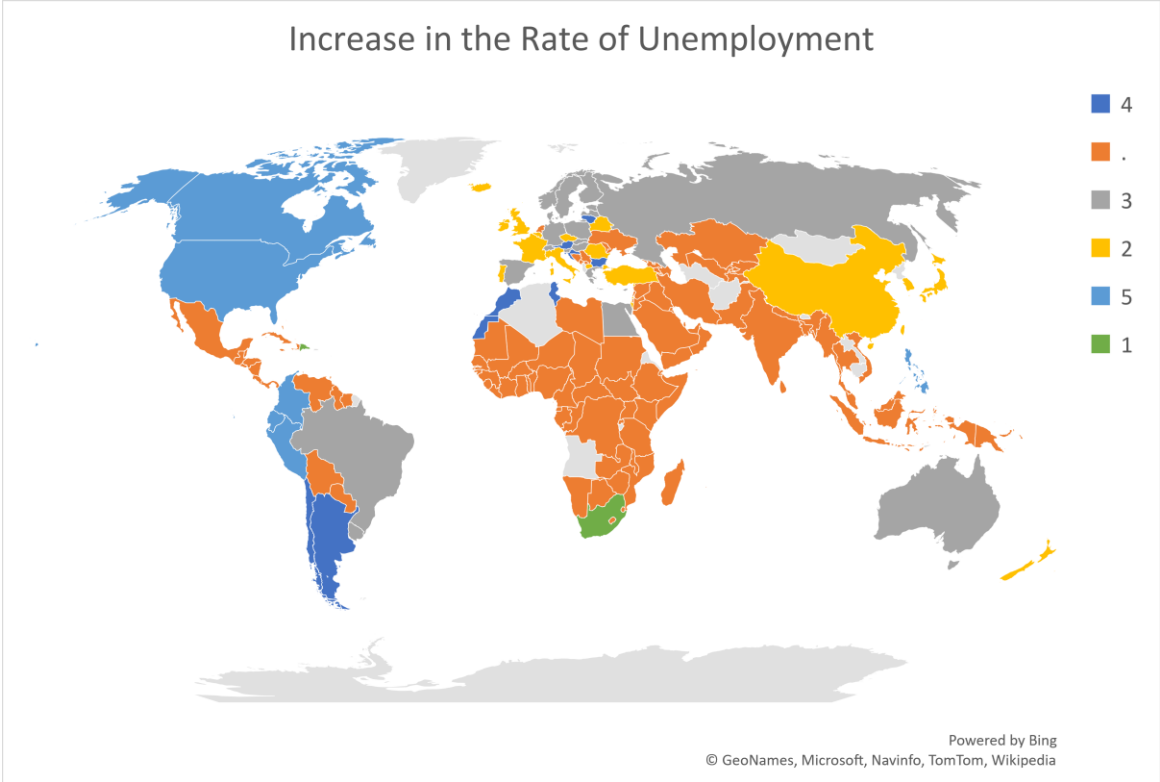 Increase in the Rate of Unemployment
4
.
3
2
5
1
Powered by Bing
© GeoNames, Microsoft, Navinfo, TomTom, Wikipedia